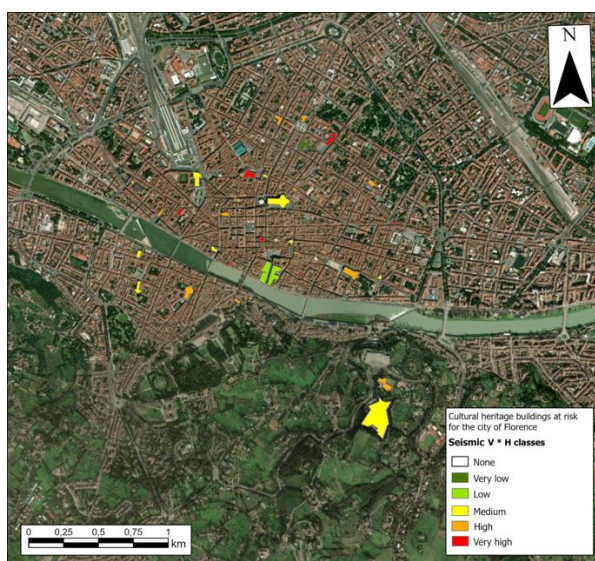 N
Cultural heritage buildings at risk
for the city of Florence
Seismic V * H classes
None
Very low
Low
Medium
High
Very high
0 0,25 0,5 0,75 1
km